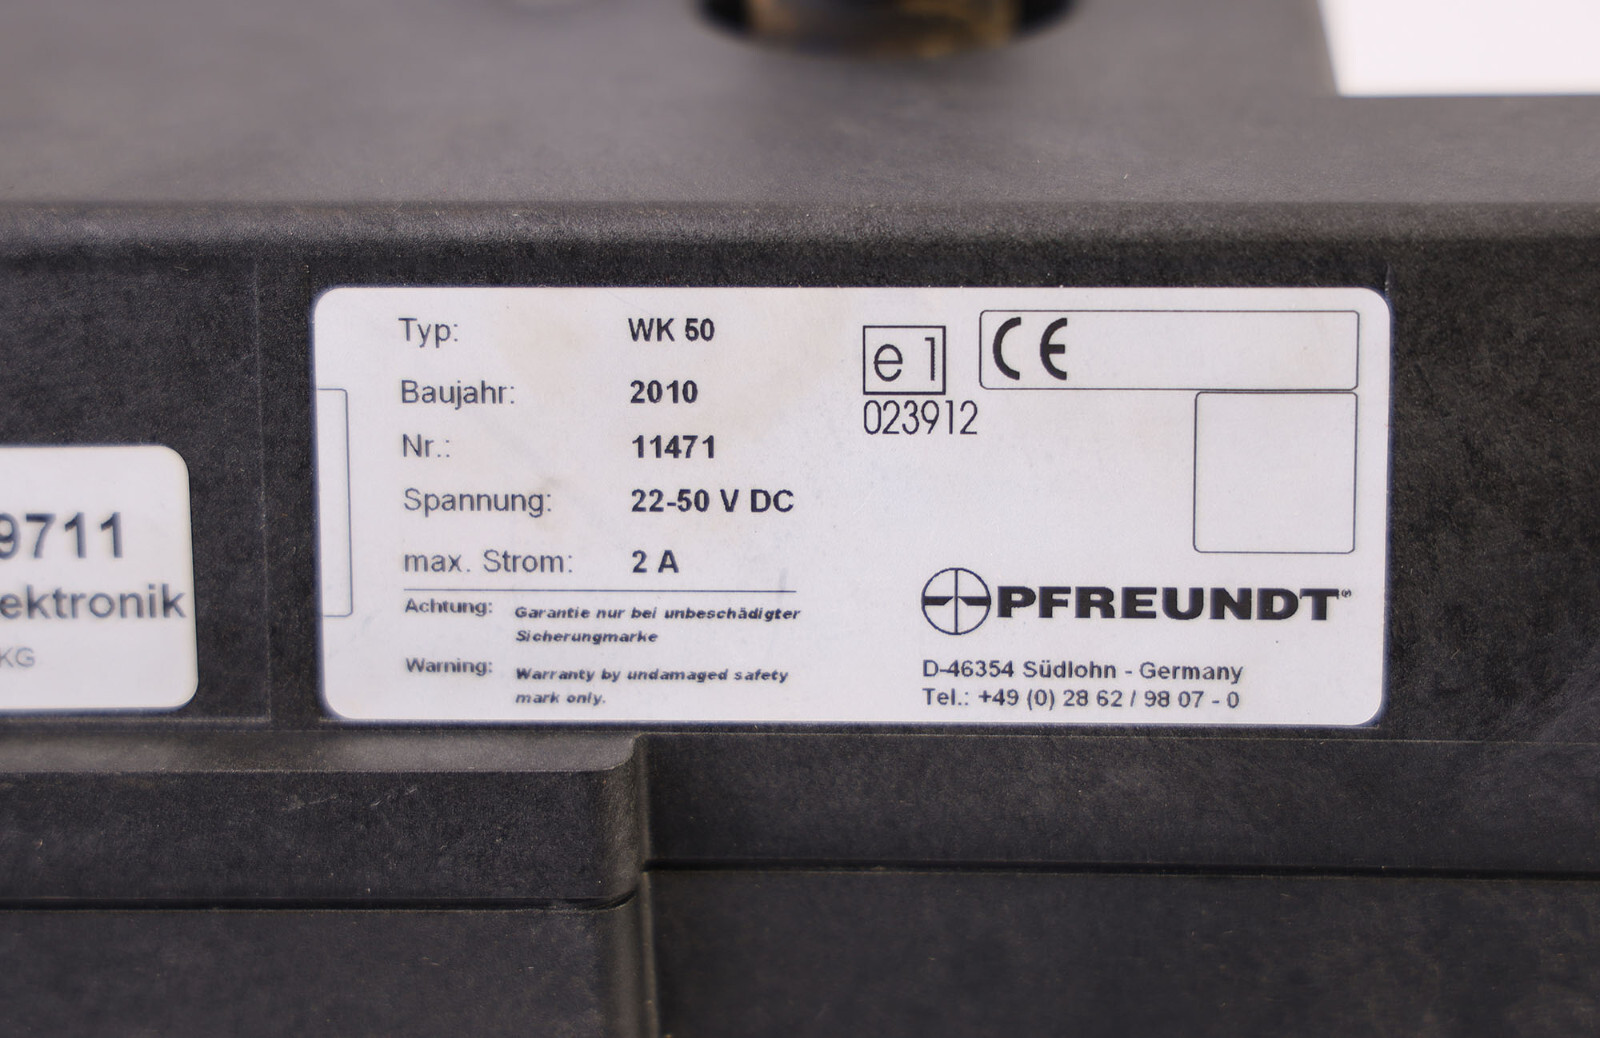 Typ: WK 50
Baujahr: 2010
Nr.: 11471
Spannung: 22-50 V DC
max. Strom: 2 A
Achtung: Garantie nur bei unbeschädigter
Sicherungmarke
Warning: Warranty by undamaged safety
mark only.
e1
023912
CE
PFREUNDT®
D-46354 Südlohn - Germany
Tel.: +49 (0) 28 62 / 98 07 - 0
9711
ektronik
KG